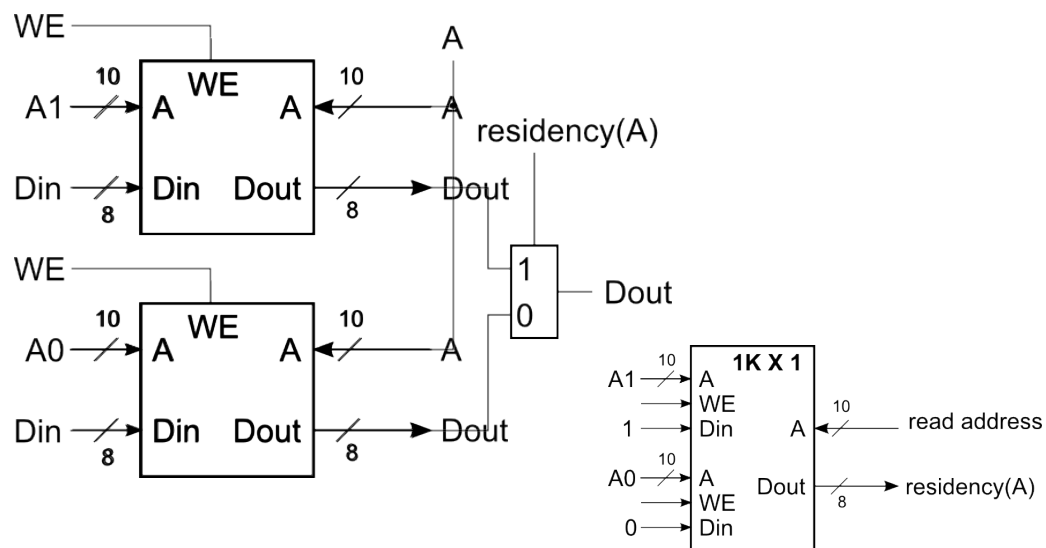 WE
A
10 WE 10
A1 A A A
residency(A)
Din Din Dout Dout
8 8
1
WE
Dout
0
10 WE 10
A0 A A A
1K X 1
10
A1 A
WE 10
1 Din A read address
Din Din Dout Dout
8 8
10
A0 A
Dout residency(A)
8
WE
0 Din